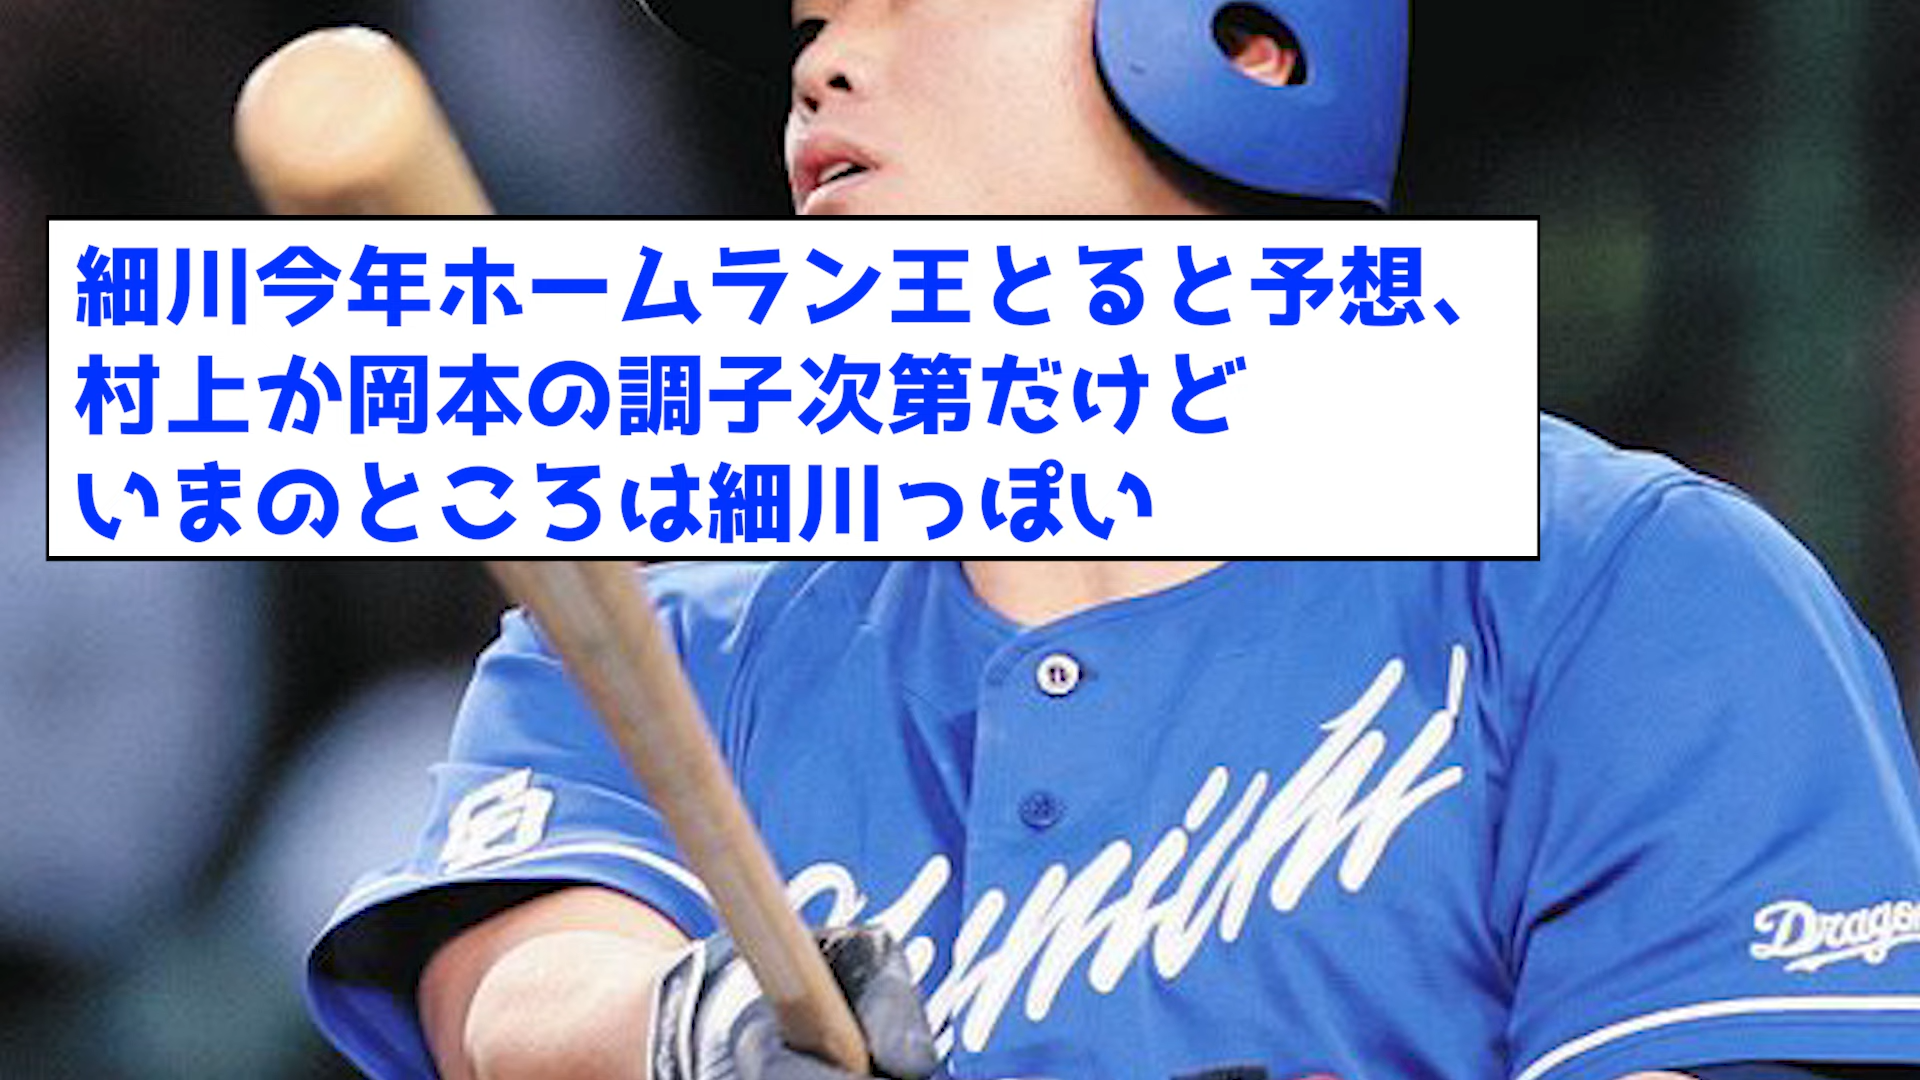 細川今年ホームラン王とると予想、
村上か岡本の調子次第だけど
いまのところは細川っぽい